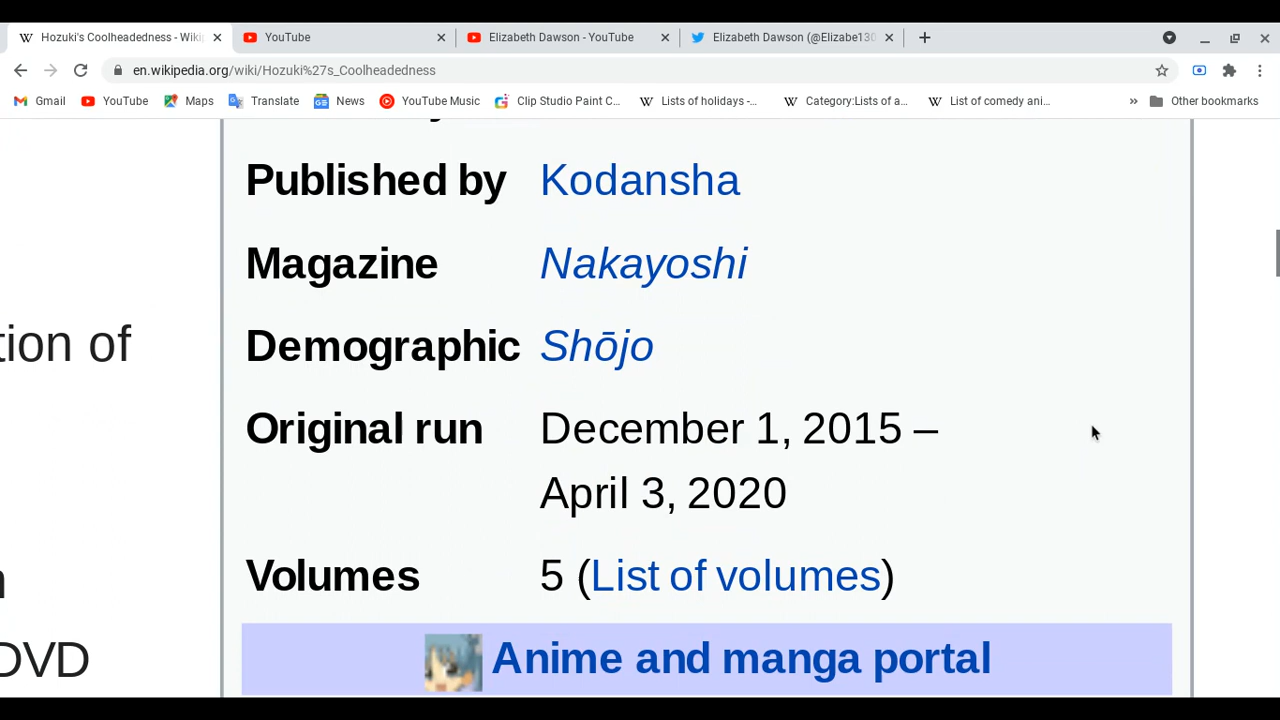 Hozuki's Coolheadedness - Wiki
YouTube
Elizabeth Dawson - YouTube
Elizabeth Dawson (@Elizabe130
en.wikipedia.org/wiki/Hozuki%27s_Coolheadedness
Gmail
YouTube
Maps
Translate
News
YouTube Music
Clip Studio Paint C...
Lists of holidays -...
Category:Lists of a...
List of comedy ani...
Other bookmarks
Published by Kodansha
Magazine Nakayoshi
Demographic Shōjo
tion of
Original run December 1, 2015 –
April 3, 2020
Volumes 5 (List of volumes)
DVD
Anime and manga portal